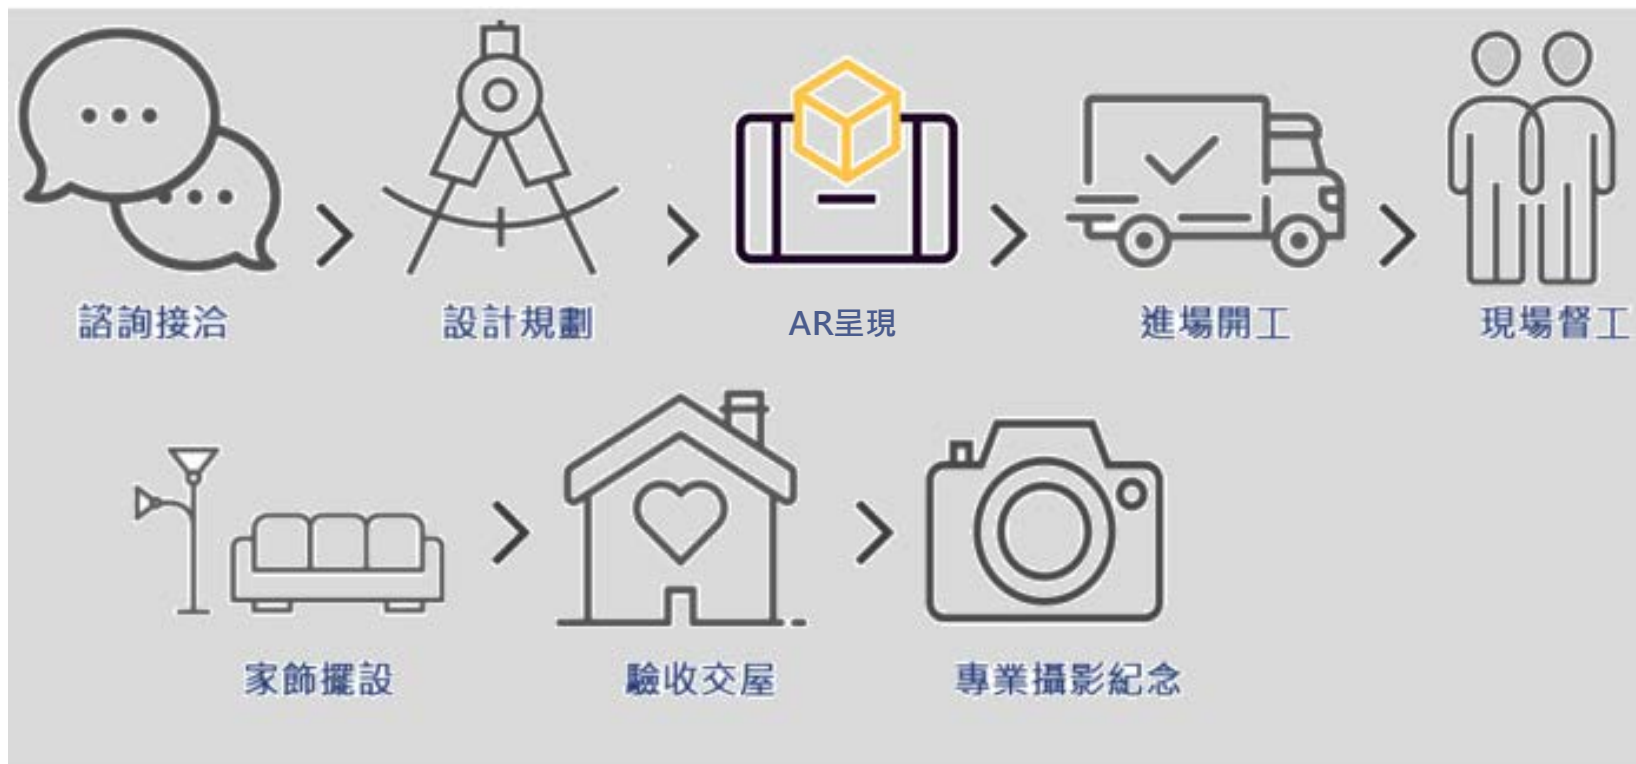 諮詢接洽
設計規劃
AR呈現
進場開工
現場督工
家飾擺設
驗收交屋
專業攝影紀念